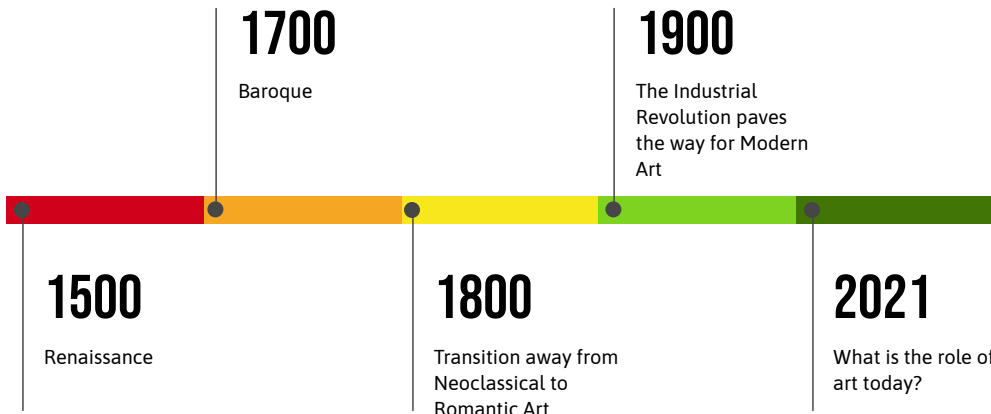 1700
Baroque
1900
The Industrial
Revolution paves
the way for Modern
Art
1500
Renaissance
1800
Transition away from
Neoclassical to
Romantic Art
2021
What is the role of
art today?